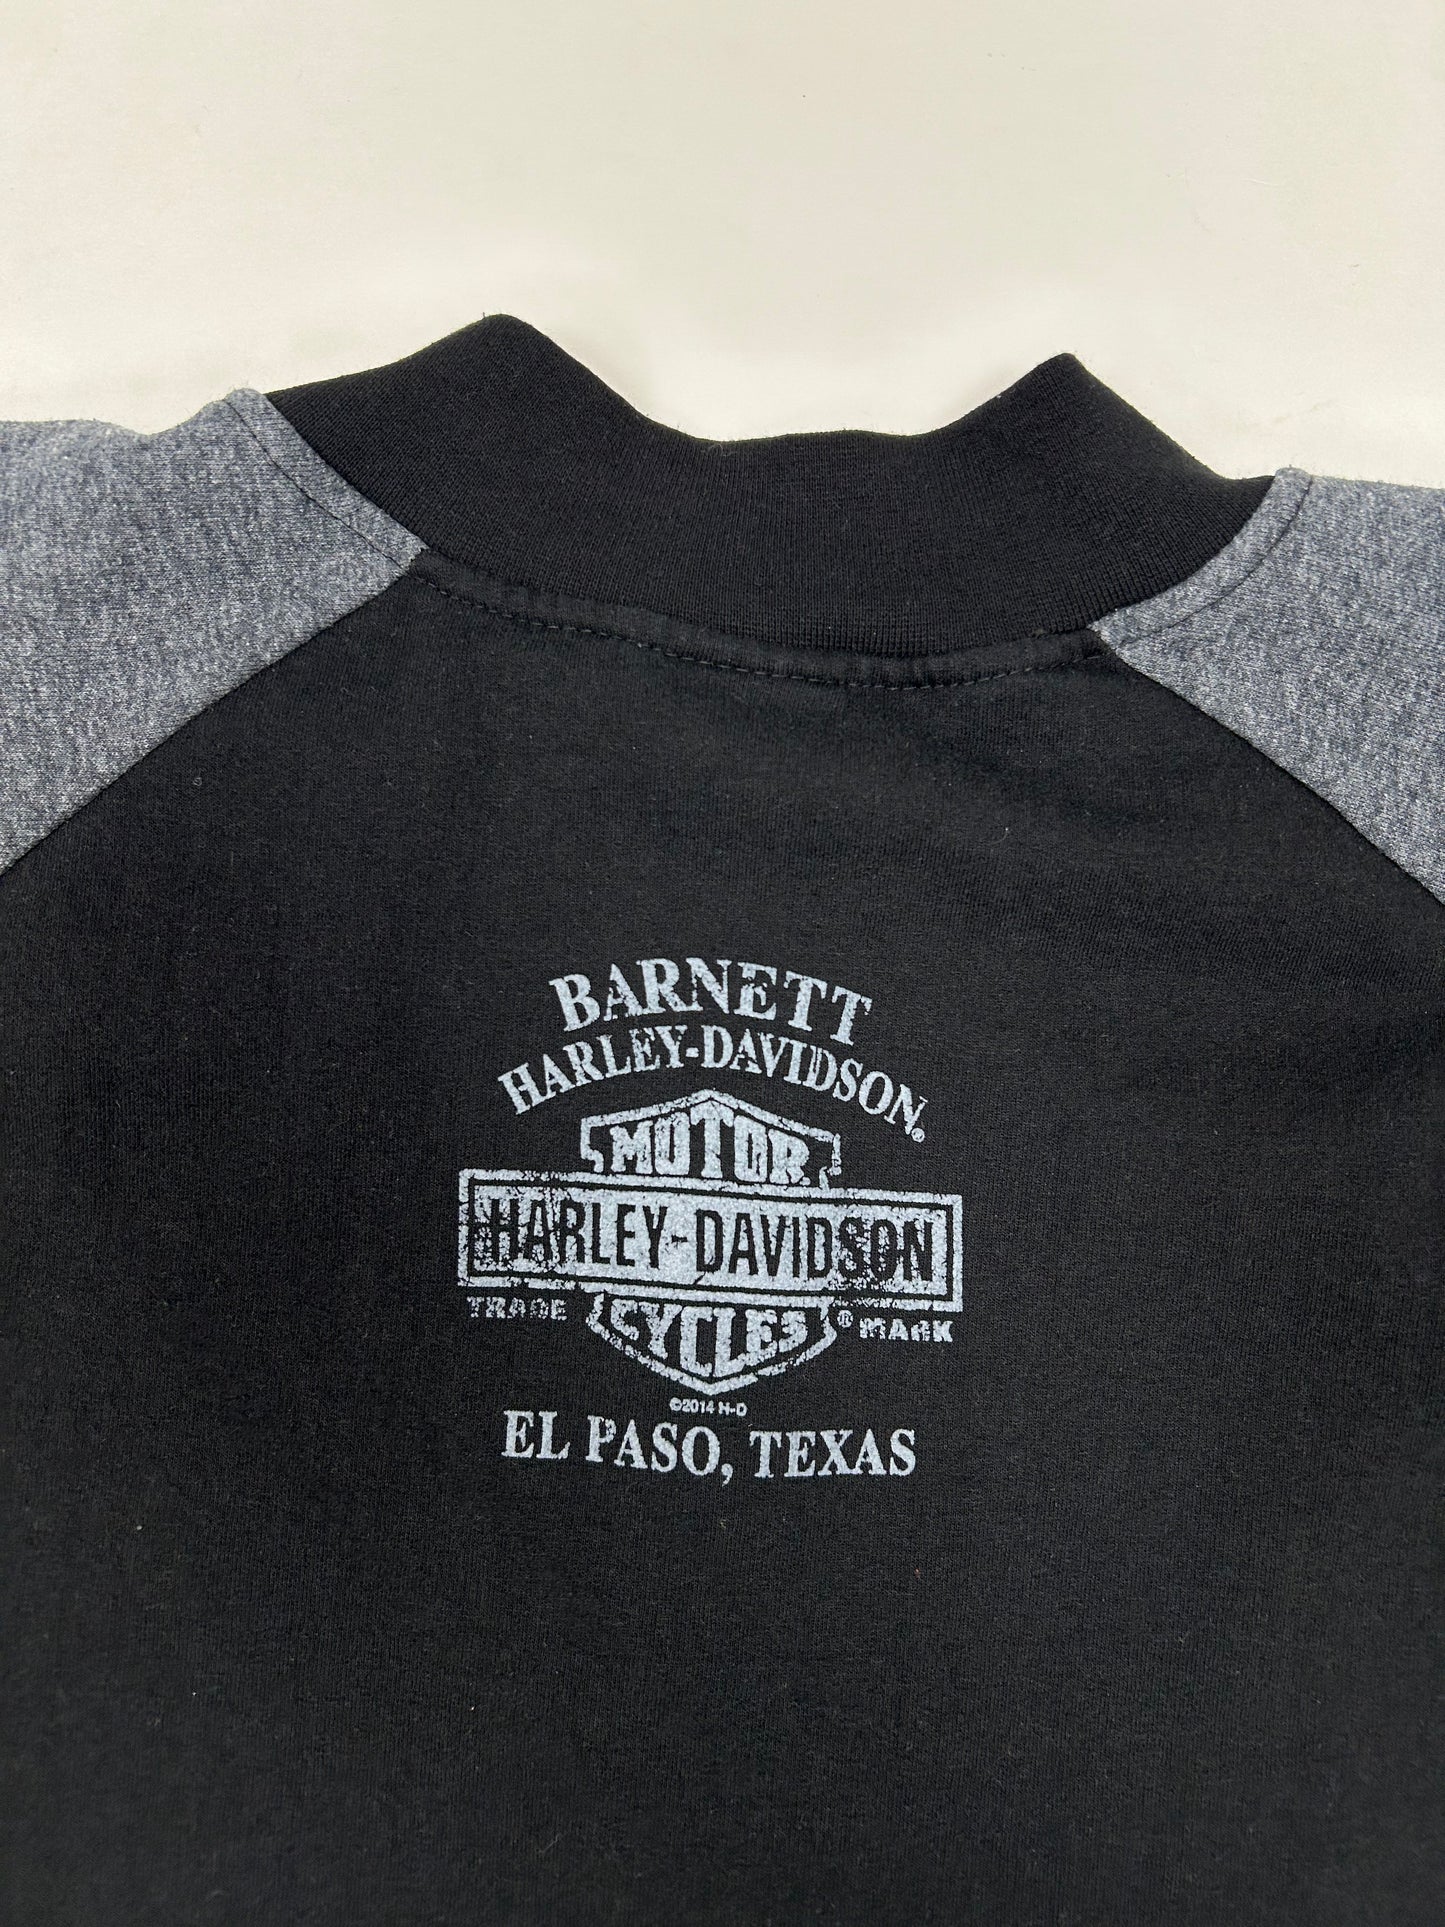 BARNETT
HARLEY-DAVIDSON®
MOTOR
HARLEY-DAVIDSON
TRADE CYCLES ® MARK
©2014 H-D
EL PASO, TEXAS